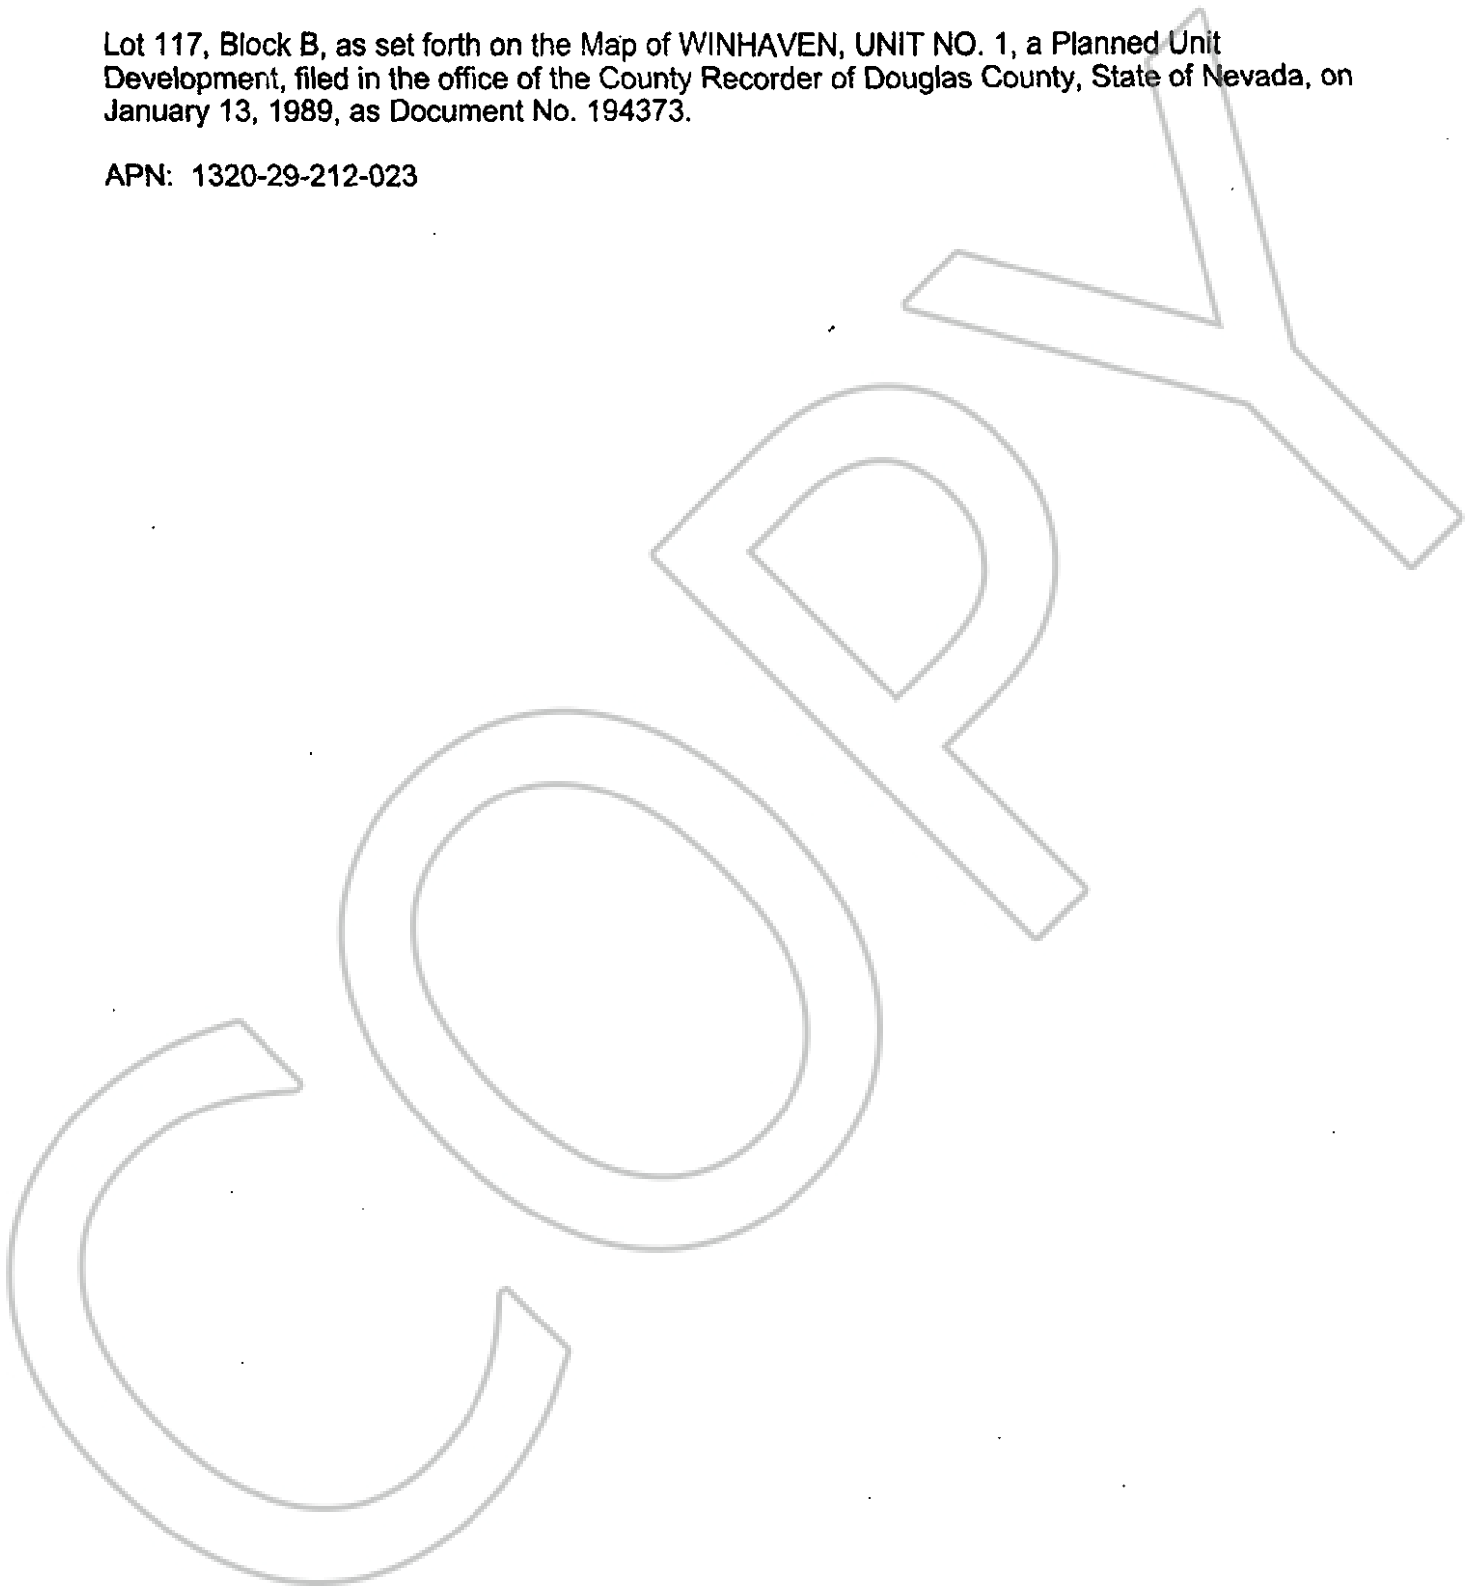 Lot 117, Block B, as set forth on the Map of WINHAVEN, UNIT NO. 1, a Planned Unit
Development, filed in the office of the County Recorder of Douglas County, State of Nevada, on
January 13, 1989, as Document No. 194373.
APN: 1320-29-212-023
COPY